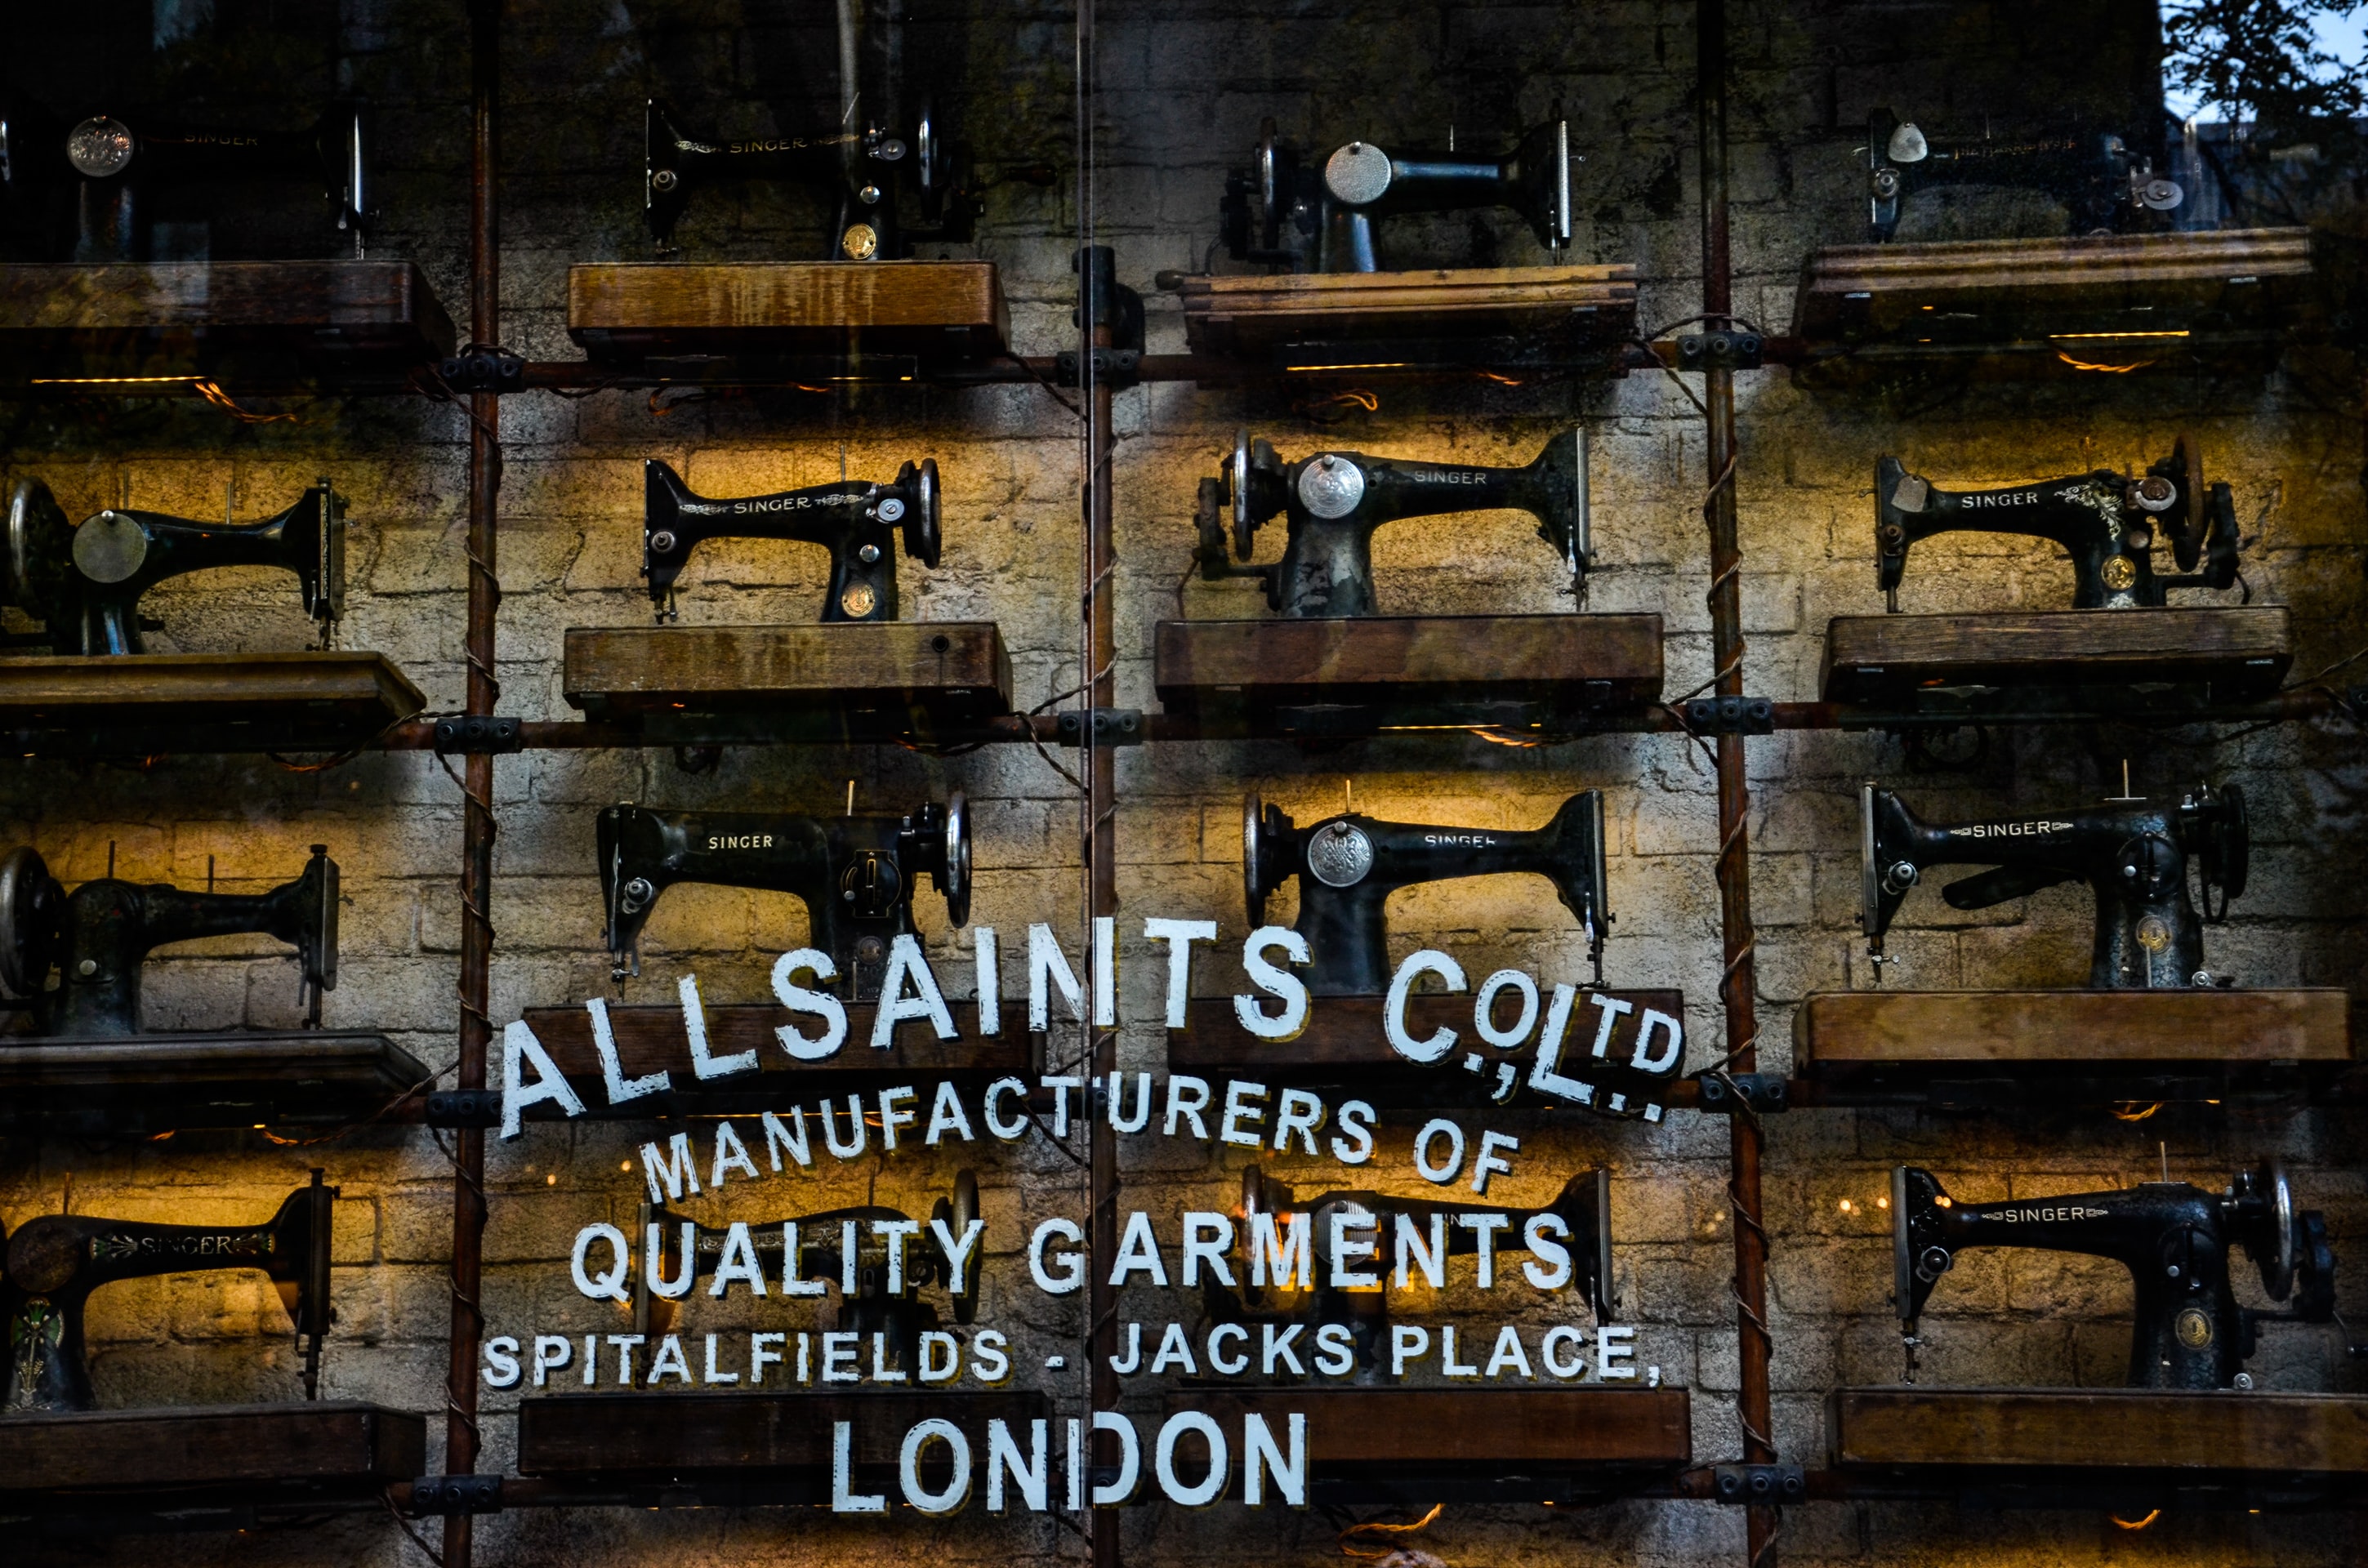 SINGER
SINGER
SINGER
SINGER
SINGER
SINGER
SINGER
SINGER
ALLSAINTS Co., LTD.
MANUFACTURERS OF
SINGER
SINGER
QUALITY GARMENTS
SPITALFIELDS - JACKS PLACE,
LONDON